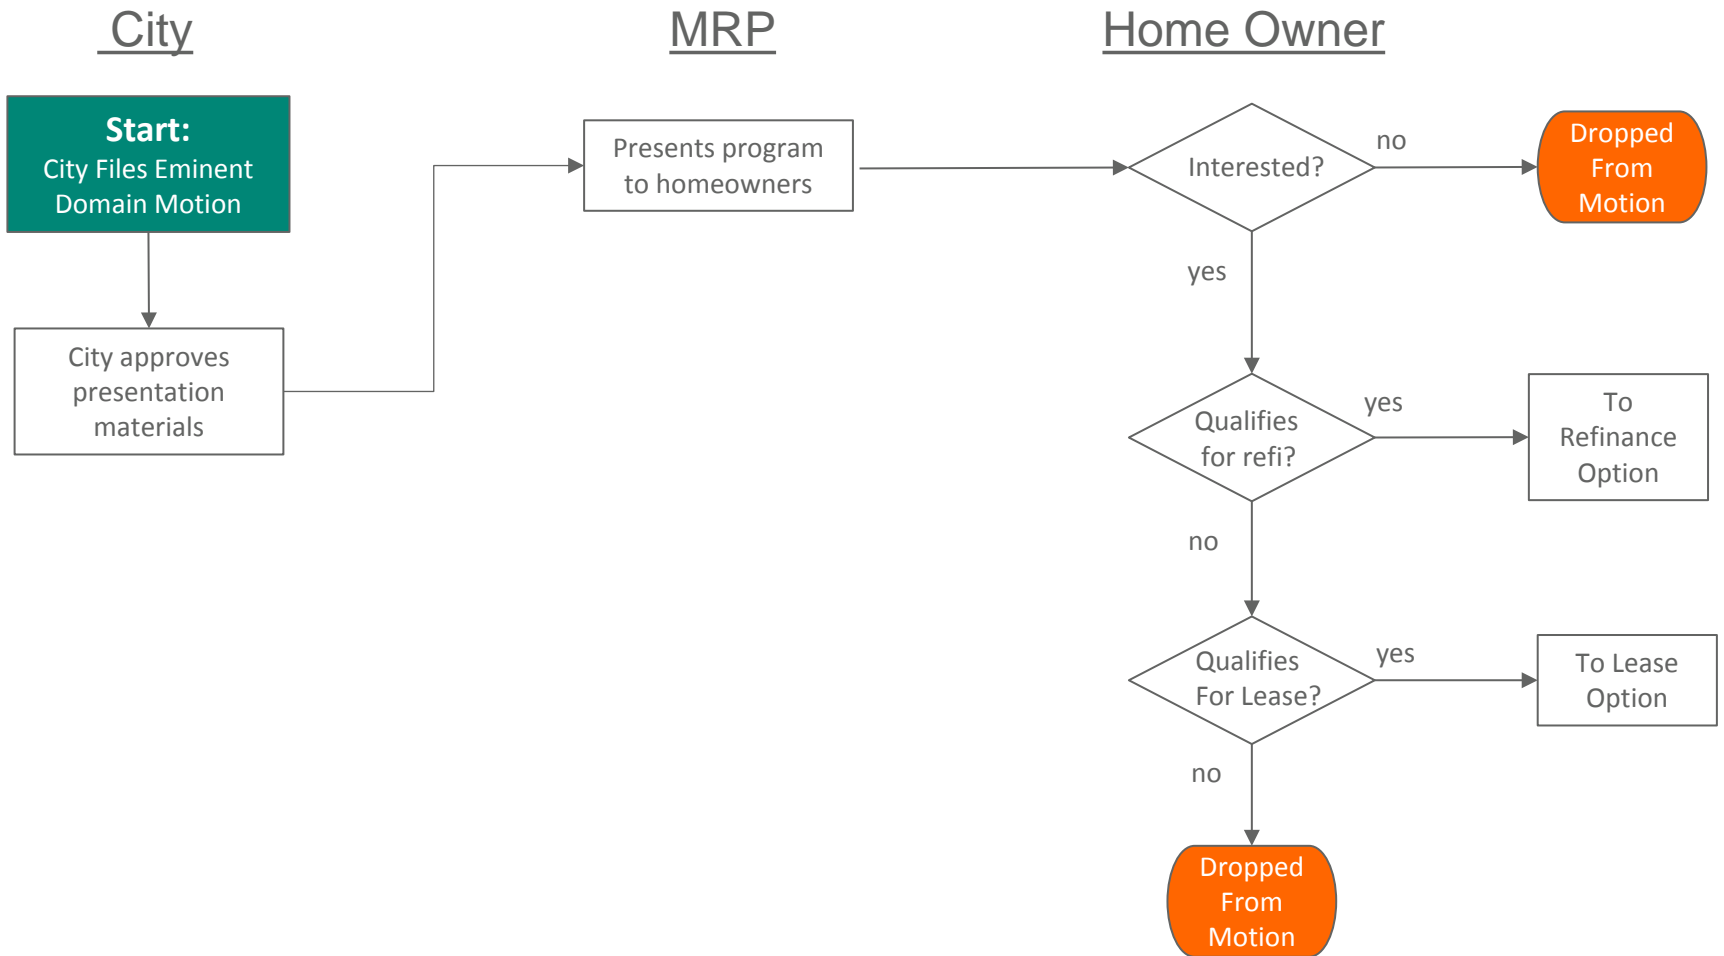 City
MRP
Home Owner
Start:
City Files Eminent
Domain Motion
Presents program
to homeowners
Interested?
no
Dropped
From
Motion
yes
City approves
presentation
materials
Qualifies
for refi?
yes
To
Refinance
Option
no
Qualifies
For Lease?
yes
To Lease
Option
no
Dropped
From
Motion